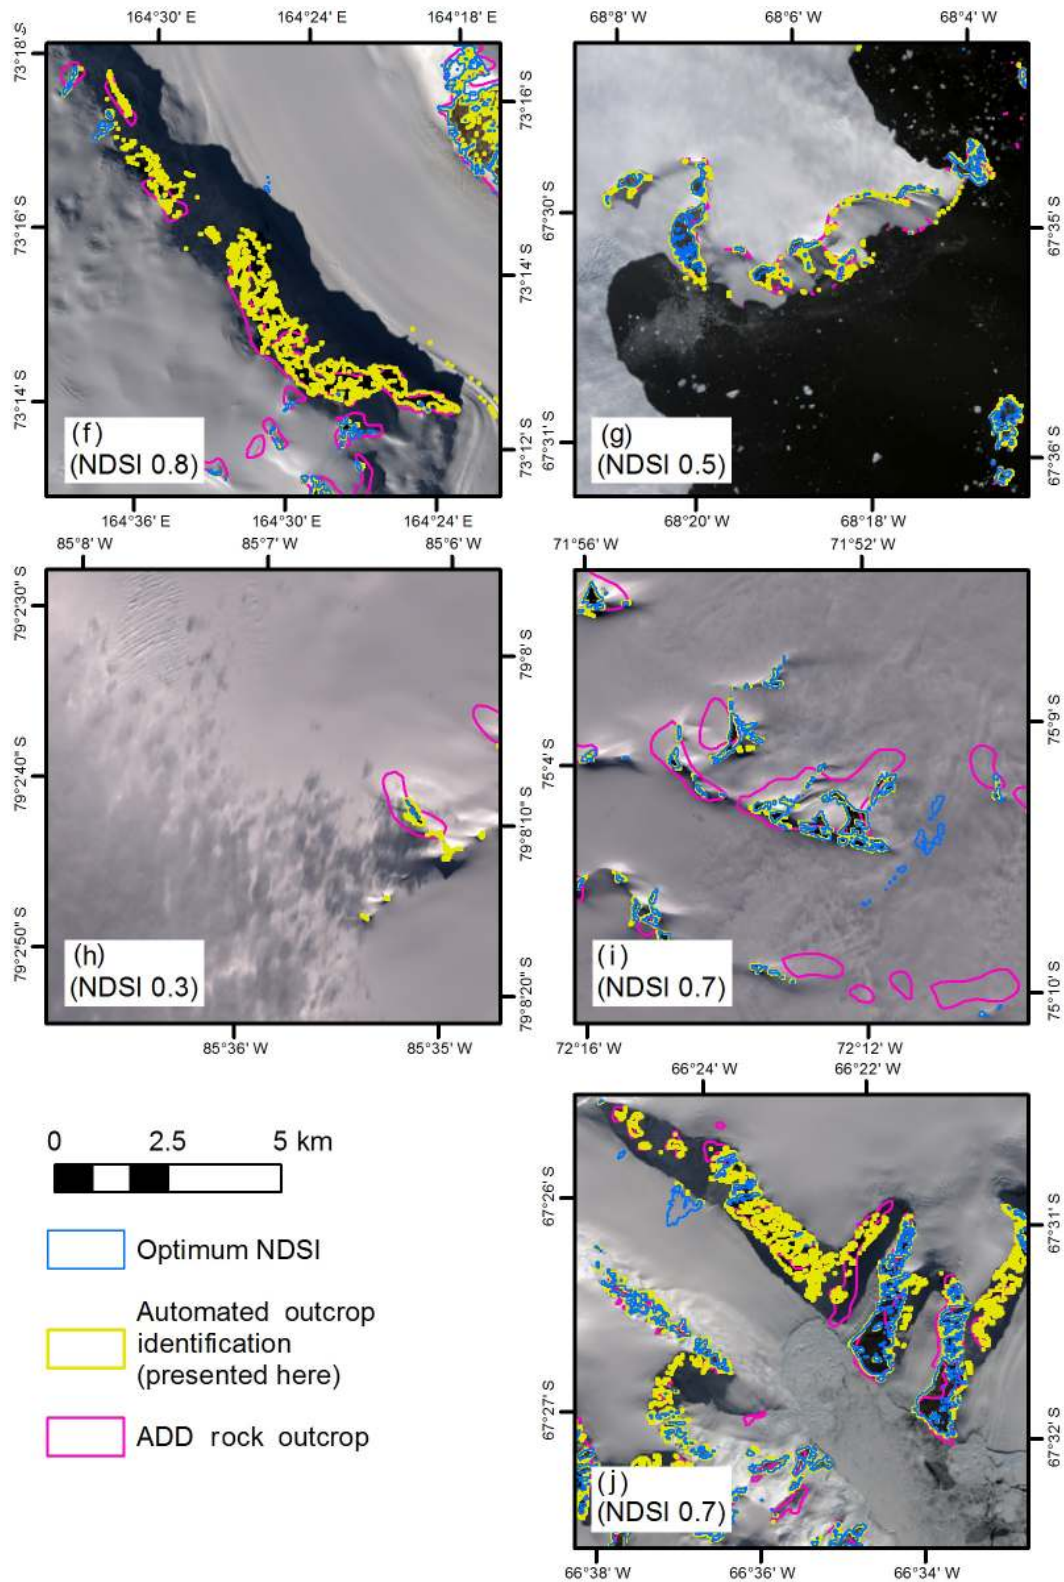 164°30' E 164°24' E 164°18' E
68°8' W 68°6' W 68°4' W
73°18' S
73°16' S
73°14' S
73°16' S
73°14' S
73°12' S
67°30' S
67°31' S
67°35' S
67°36' S
(f)
(NDSI 0.8)
(g)
(NDSI 0.5)
164°36' E 164°30' E 164°24' E
68°20' W 68°18' W
85°8' W 85°7' W 85°6' W
71°56' W 71°52' W
79°2'30" S
79°2'40" S
79°2'50" S
79°8' S
79°8'10" S
79°8'20" S
75°4' S
75°9' S
75°10' S
(h)
(NDSI 0.3)
(i)
(NDSI 0.7)
85°36' W 85°35' W
72°16' W 72°12' W
66°24' W 66°22' W
0 2.5 5 km
Optimum NDSI
Automated outcrop
identification
(presented here)
ADD rock outcrop
67°26' S
67°27' S
67°31' S
67°32' S
(j)
(NDSI 0.7)
66°38' W 66°36' W 66°34' W